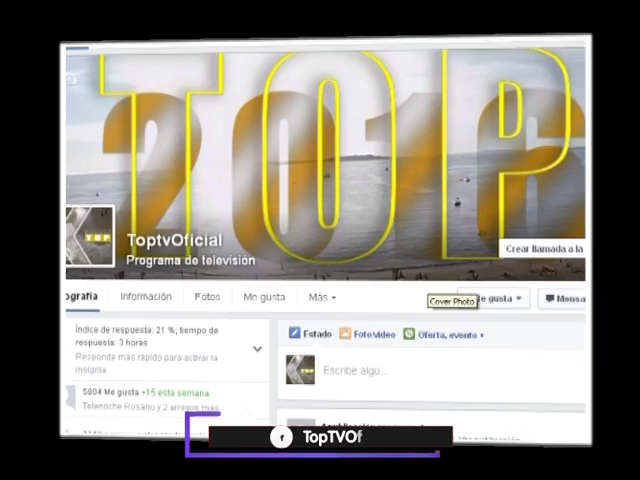 TOP
2016
TOP
ToptvOficial
Programa de televisión
Crear llamada a la
ografía Información Fotos Me gusta Más
Cover Photo
Me gusta
Mensa
Índice de respuesta: 21 %; tiempo de
respuesta: 3 horas
Responde más rápido para activar la
insignia
5904 Me gusta +15 esta semana
Telenoche Rosario y 2 amigos más
Estado Foto/video Oferta, evento +
Escribe algo...
f TopTVOf